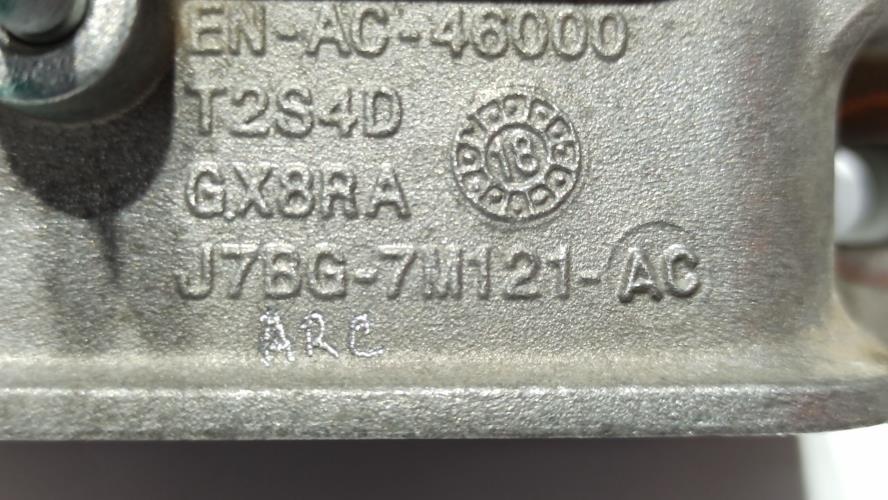 EN-AC-46000
T2S4D
18
GX8RA
J7BG-7M121-AC
ARC